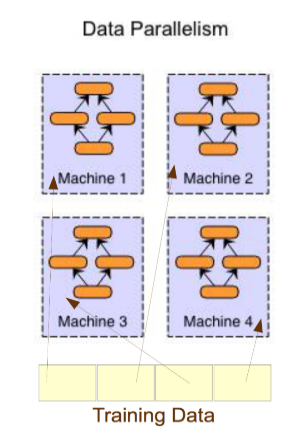 Data Parallelism
Machine 1
Machine 2
Machine 3
Machine 4
Training Data